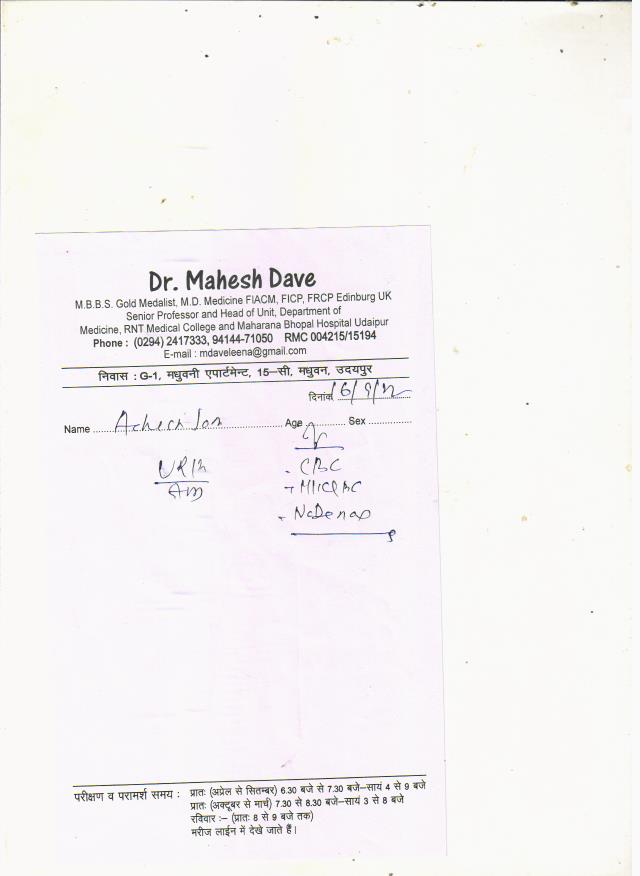 Dr. Mahesh Dave
M.B.B.S. Gold Medalist, M.D. Medicine FIACM, FICP, FRCP Edinburg UK
Senior Professor and Head of Unit, Department of
Medicine, RNT Medical College and Maharana Bhopal Hospital Udaipur
Phone : (0294) 2417333, 94144-71050 RMC 004215/15194
E-mail : mdaveleena@gmail.com
निवास : G-1, मधुवनी एपार्टमेन्ट, 15–सी, मधुवन, उदयपुर
दिनांक
Name Age Sex
- CBC
परीक्षण व परामर्श समय : प्रातः (अप्रेल से सितम्बर) 6.30 बजे से 7.30 बजे–सायं 4 से 9 बजे
प्रातः (अक्टूबर से मार्च) 7.30 से 8.30 बजे–सायं 3 से 8 बजे
रविवार :– (प्रातः 8 से 9 बजे तक)
मरीज लाईन में देखे जाते हैं।